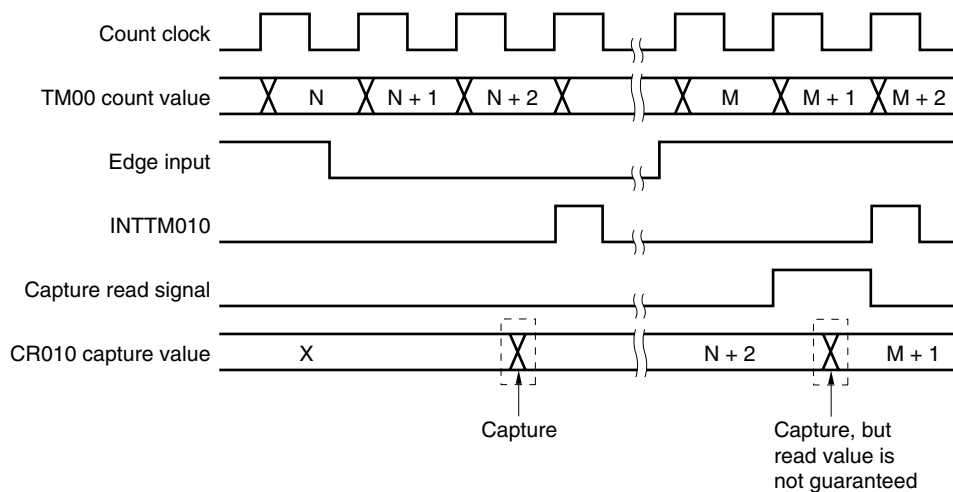 Count clock
TM00 count value
N
N + 1
N + 2
M
M + 1
M + 2
Edge input
INTTM010
Capture read signal
CR010 capture value
X
N + 2
M + 1
Capture
Capture, but
read value is
not guaranteed